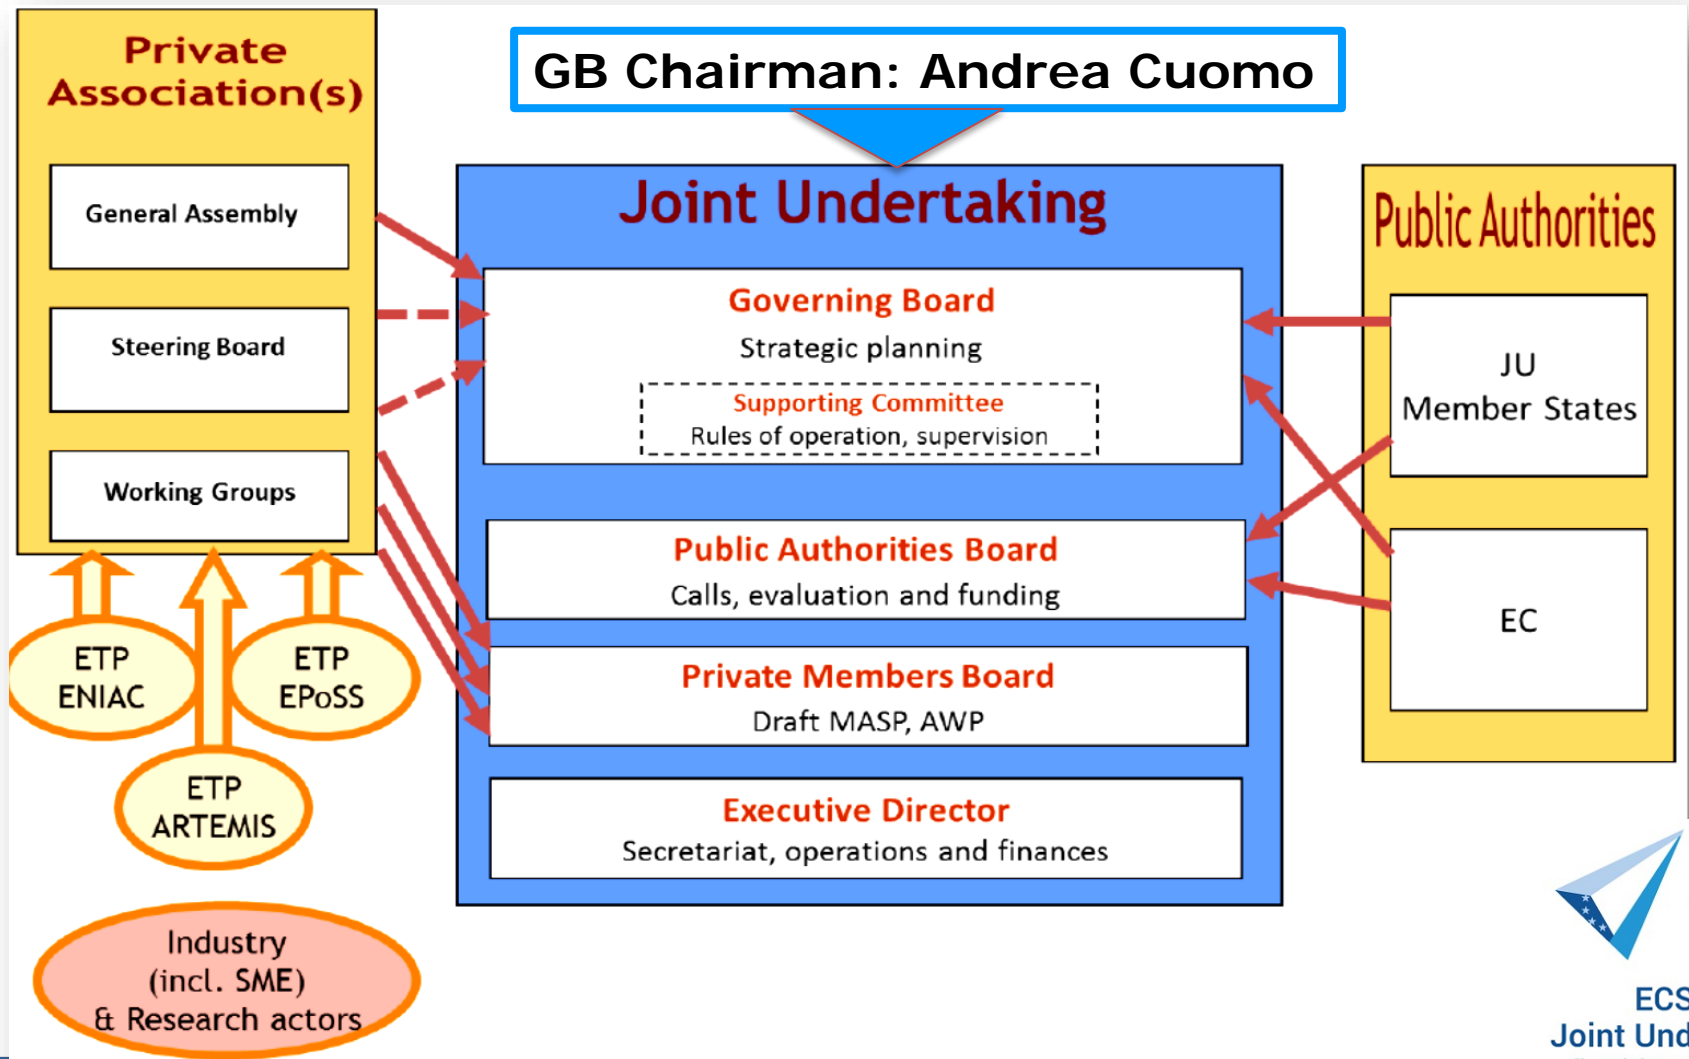 Private
Association(s)
General Assembly
Steering Board
Working Groups
ETP
ENIAC
ETP
EPoSS
ETP
ARTEMIS
Industry
(incl. SME)
& Research actors
GB Chairman: Andrea Cuomo
Joint Undertaking
Governing Board
Strategic planning
Supporting Committee
Rules of operation, supervision
Public Authorities Board
Calls, evaluation and funding
Private Members Board
Draft MASP, AWP
Executive Director
Secretariat, operations and finances
Public Authorities
JU
Member States
EC
ECS
Joint Und